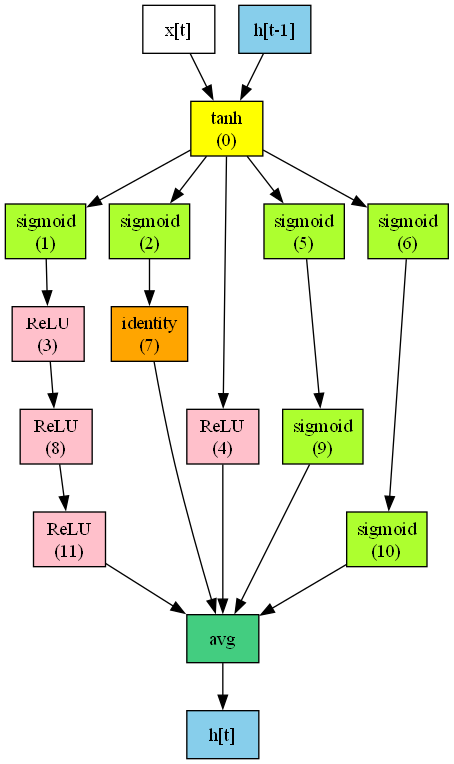 x[t]
h[t-1]
tanh
(0)
sigmoid
(1)
sigmoid
(2)
sigmoid
(5)
sigmoid
(6)
ReLU
(3)
identity
(7)
ReLU
(8)
ReLU
(4)
sigmoid
(9)
ReLU
(11)
sigmoid
(10)
avg
h[t]